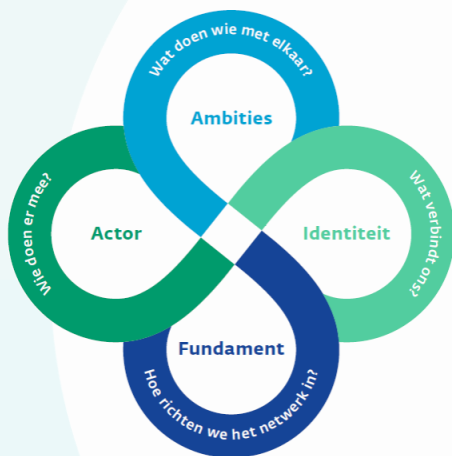 Wat doen wie met elkaar?
Ambities
Wie doen er mee?
Actor
Identiteit
Wat verbindt ons?
Fundament
Hoe richten we het netwerk in?